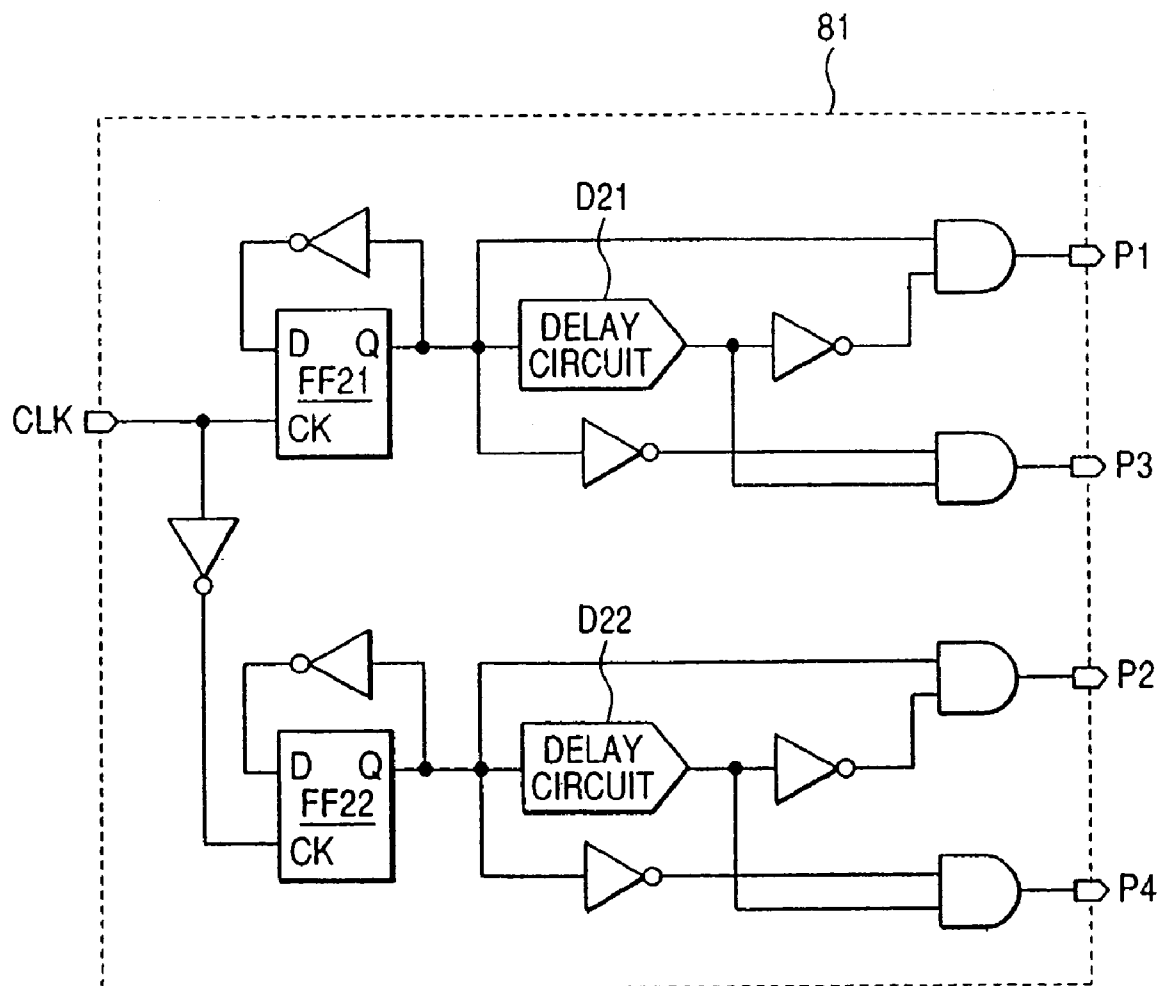 81
D21
P1
DELAY
CIRCUIT
D Q
FF21
CK
CLK
P3
D22
P2
DELAY
CIRCUIT
D Q
FF22
CK
P4